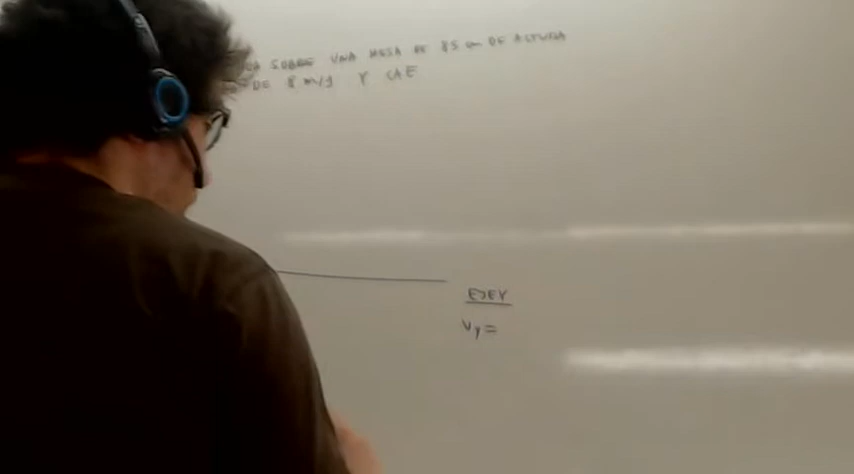 SOBRE UNA MESA DE 85 cm DE ALTURA
DE 8 m/s Y CAE
EJE Y
Vy =